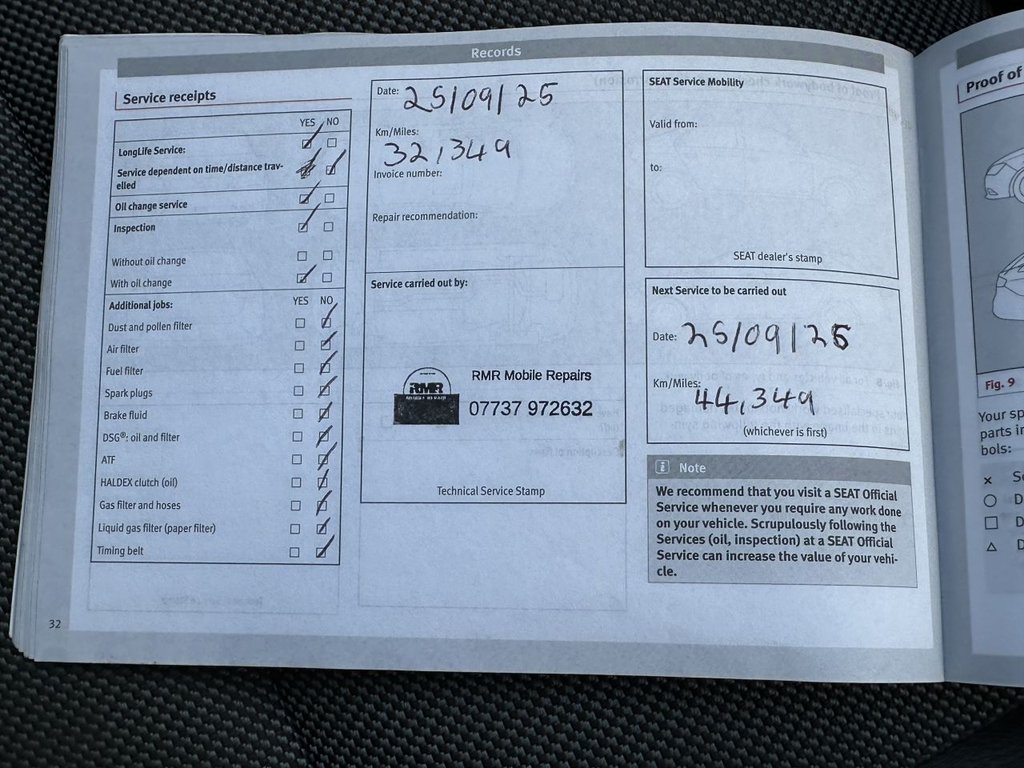 Records
Service receipts
YES NO
LongLife Service:
Service dependent on time/distance trav-
elled
Oil change service
Inspection
Without oil change
With oil change
Additional jobs: YES NO
Dust and pollen filter
Air filter
Fuel filter
Spark plugs
Brake fluid
DSG®: oil and filter
ATF
HALDEX clutch (oil)
Gas filter and hoses
Liquid gas filter (paper filter)
Timing belt
32
Date: 25/09/25
Km/Miles:
32,349
Invoice number:
Repair recommendation:
Service carried out by:
RMR
RMR Mobile Repairs
07737 972632
Technical Service Stamp
SEAT Service Mobility
Valid from:
to:
SEAT dealer's stamp
Next Service to be carried out
Date: 25/09/26
Km/Miles:
44,349
(whichever is first)
i Note
We recommend that you visit a SEAT Official
Service whenever you require any work done
on your vehicle. Scrupulously following the
Services (oil, inspection) at a SEAT Official
Service can increase the value of your vehi-
cle.
Proof of
Fig. 9
Your sp
parts in
bols: